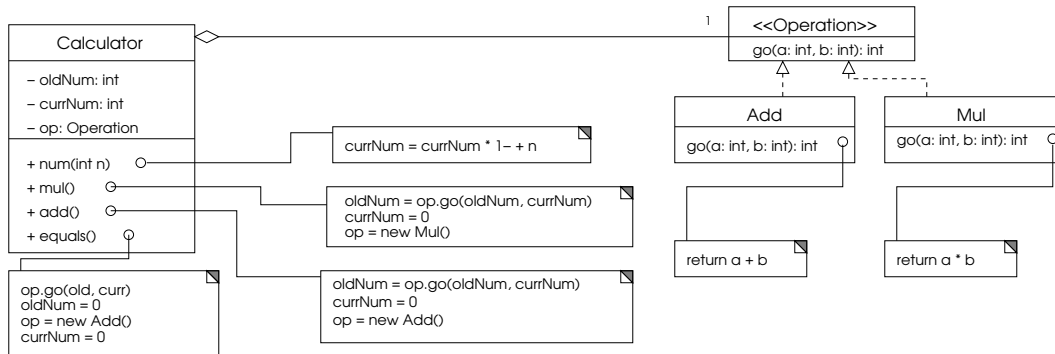 Calculator
– oldNum: int
– currNum: int
– op: Operation
+ num(int n)
+ mul()
+ add()
+ equals()
1
<<Operation>>
go(a: int, b: int): int
Add
go(a: int, b: int): int
Mul
go(a: int, b: int): int
currNum = currNum * 1– + n
oldNum = op.go(oldNum, currNum)
currNum = 0
op = new Mul()
oldNum = op.go(oldNum, currNum)
currNum = 0
op = new Add()
op.go(old, curr)
oldNum = 0
op = new Add()
currNum = 0
return a + b
return a * b